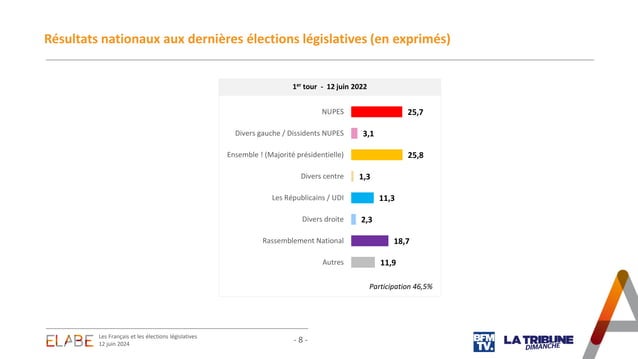 Résultats nationaux aux dernières élections législatives (en exprimés)
1er tour - 12 juin 2022
NUPES 25,7
Divers gauche / Dissidents NUPES 3,1
Ensemble ! (Majorité présidentielle) 25,8
Divers centre 1,3
Les Républicains / UDI 11,3
Divers droite 2,3
Rassemblement National 18,7
Autres 11,9
Participation 46,5%
ELABE
Les Français et les élections législatives
12 juin 2024
- 8 -
BFM
TV.
LA TRIBUNE
DIMANCHE